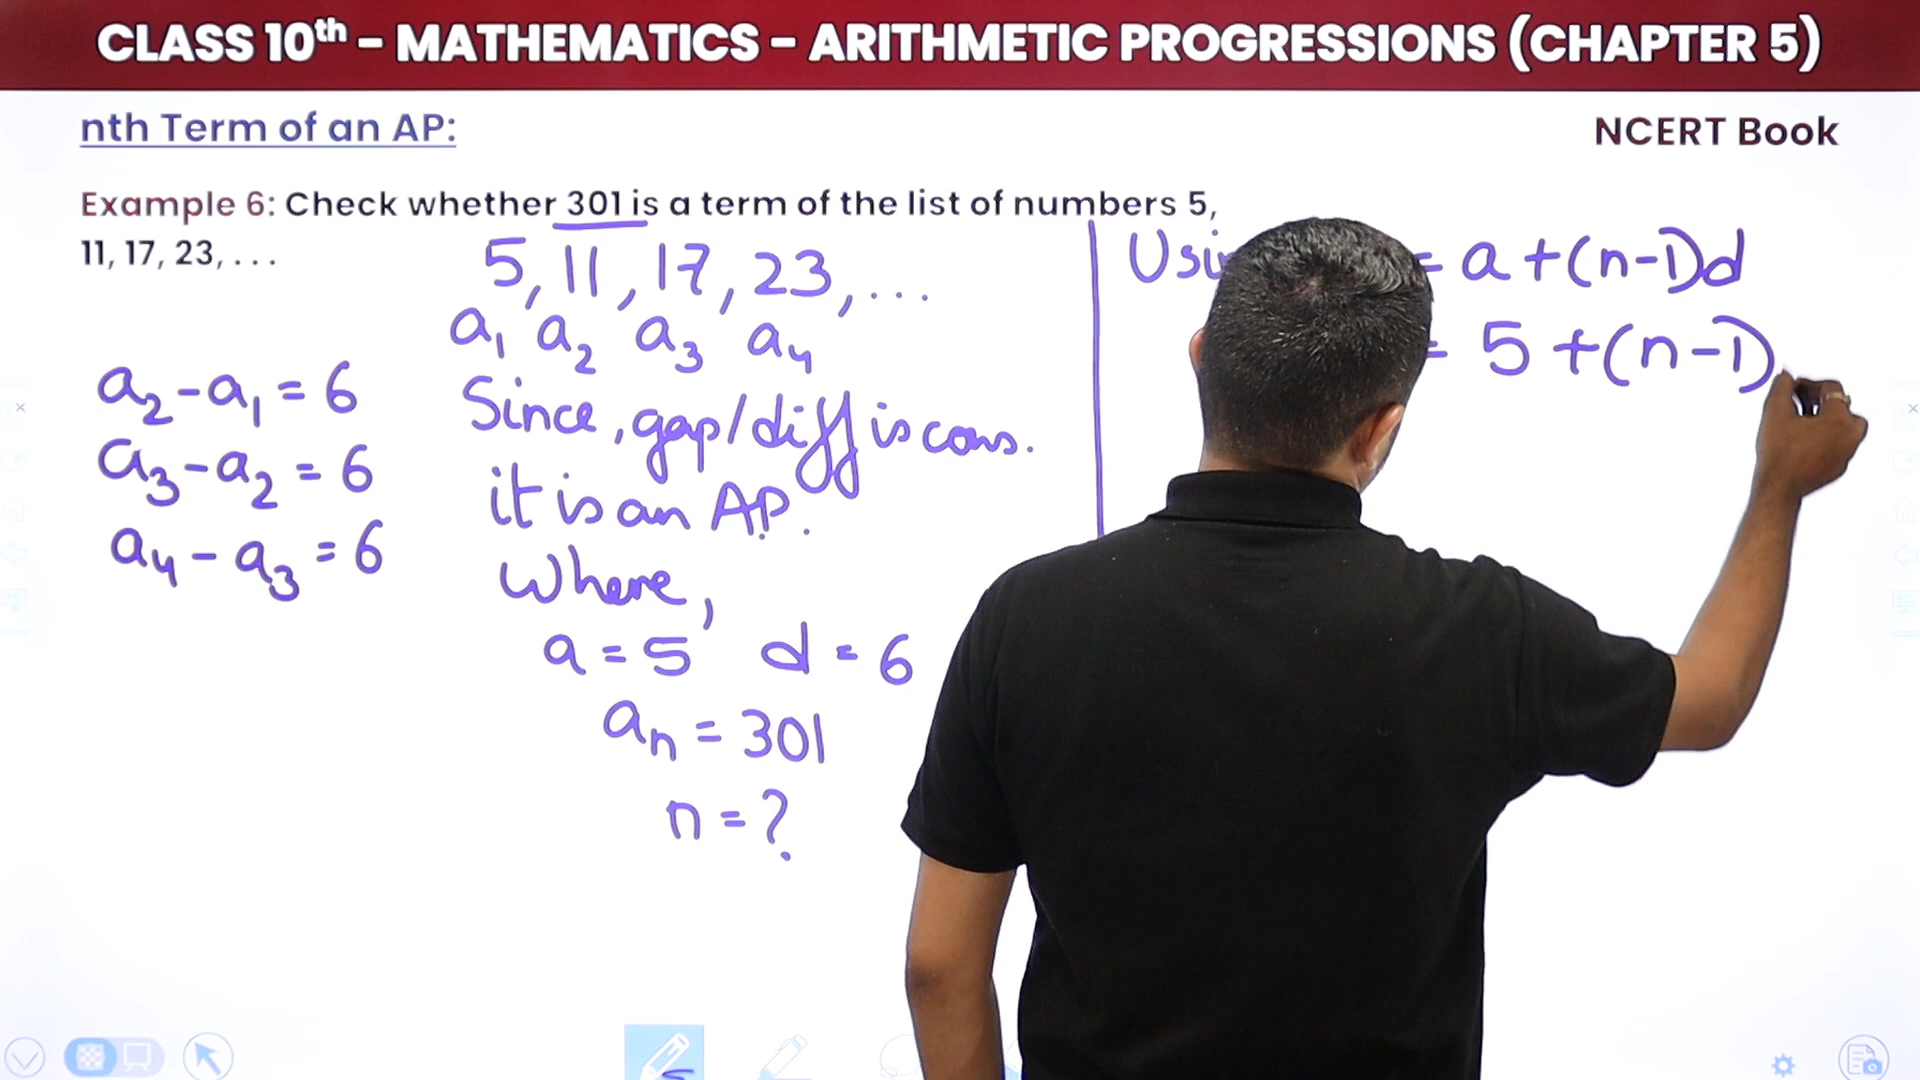 CLASS 10th - MATHEMATICS - ARITHMETIC PROGRESSIONS (CHAPTER 5)
nth Term of an AP:
NCERT Book
Example 6: Check whether 301 is a term of the list of numbers 5,
11, 17, 23, . . .
5, 11, 17, 23, ...
a1 a2 a3 a4
a2 - a1 = 6
a3 - a2 = 6
a4 - a3 = 6
Since, gap/diff is cons.
it is an AP.
Where,
a = 5 d = 6
an = 301
n = ?
= a + (n-1)d
= 5 + (n-1)